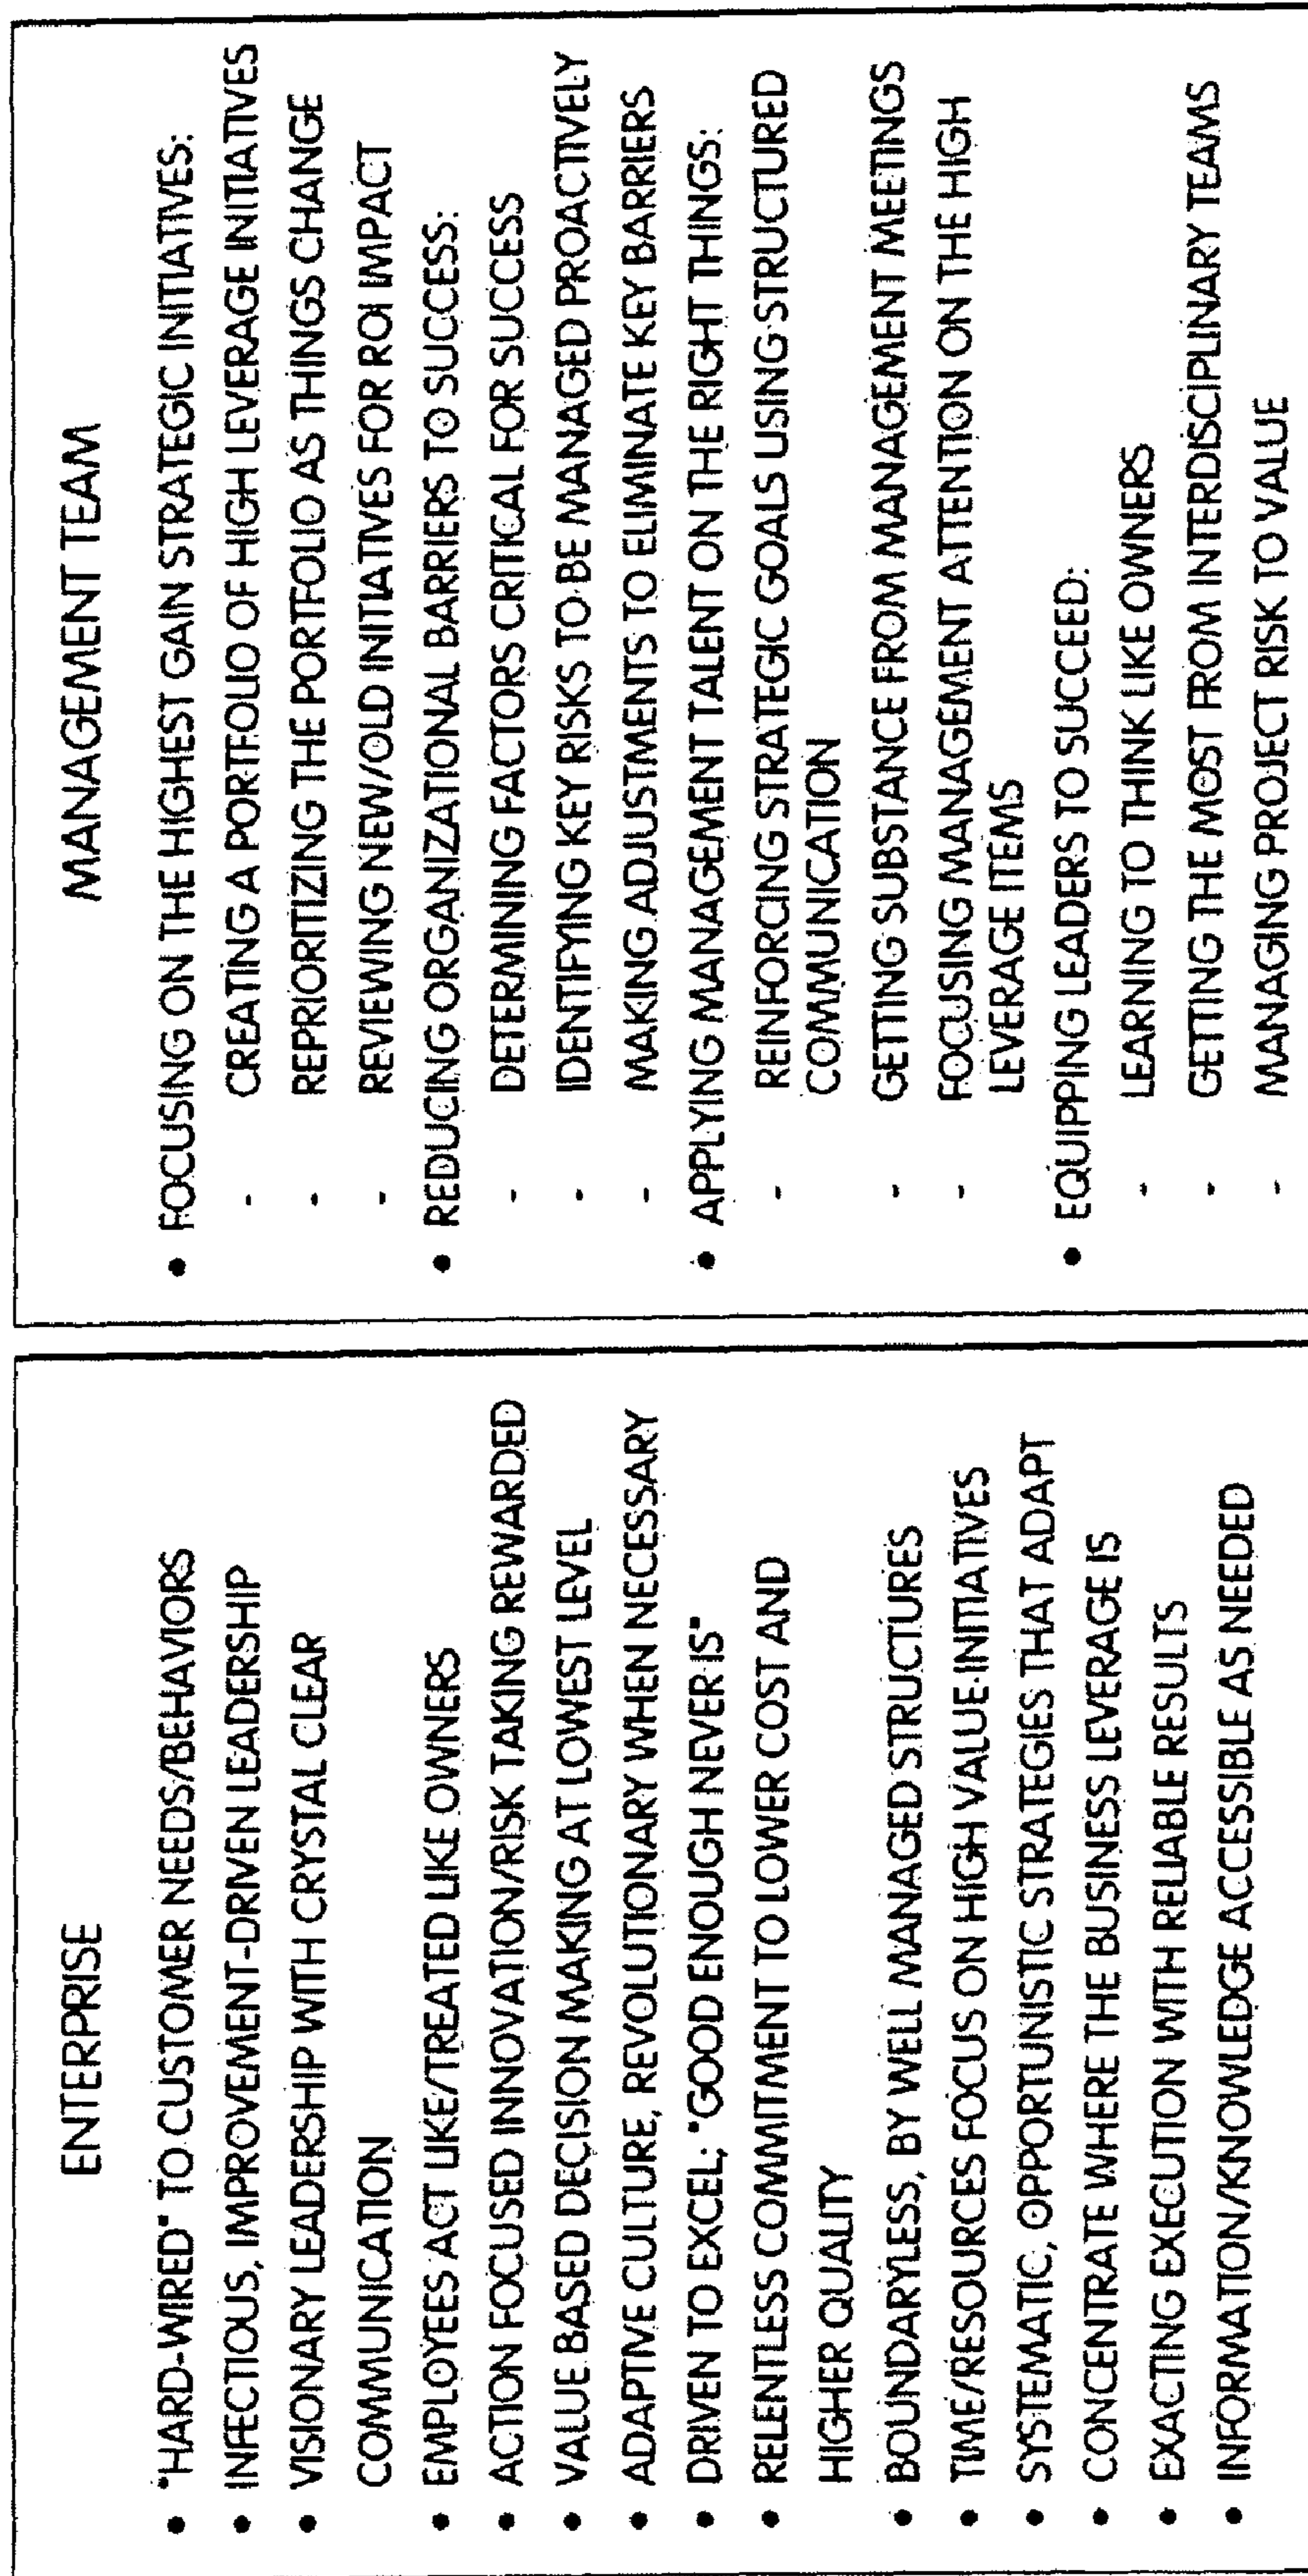 ENTERPRISE
• "HARD-WIRED" TO CUSTOMER NEEDS/BEHAVIORS
• INFECTIOUS, IMPROVEMENT-DRIVEN LEADERSHIP
• VISIONARY LEADERSHIP WITH CRYSTAL CLEAR
COMMUNICATION
• EMPLOYEES ACT LIKE/TREATED LIKE OWNERS
• ACTION FOCUSED INNOVATION/RISK TAKING REWARDED
• VALUE BASED DECISION MAKING AT LOWEST LEVEL
• ADAPTIVE CULTURE, REVOLUTIONARY WHEN NECESSARY
• DRIVEN TO EXCEL; "GOOD ENOUGH NEVER IS"
• RELENTLESS COMMITMENT TO LOWER COST AND
HIGHER QUALITY
• BOUNDARYLESS, BY WELL MANAGED STRUCTURES
• TIME/RESOURCES FOCUS ON HIGH VALUE INITIATIVES
• SYSTEMATIC, OPPORTUNISTIC STRATEGIES THAT ADAPT
• CONCENTRATE WHERE THE BUSINESS LEVERAGE IS
• EXACTING EXECUTION WITH RELIABLE RESULTS
• INFORMATION/KNOWLEDGE ACCESSIBLE AS NEEDED
MANAGEMENT TEAM
• FOCUSING ON THE HIGHEST GAIN STRATEGIC INITIATIVES:
- CREATING A PORTFOLIO OF HIGH LEVERAGE INITIATIVES
- REPRIORITIZING THE PORTFOLIO AS THINGS CHANGE
- REVIEWING NEW/OLD INITIATIVES FOR ROI IMPACT
• REDUCING ORGANIZATIONAL BARRIERS TO SUCCESS:
- DETERMINING FACTORS CRITICAL FOR SUCCESS
- IDENTIFYING KEY RISKS TO BE MANAGED PROACTIVELY
- MAKING ADJUSTMENTS TO ELIMINATE KEY BARRIERS
• APPLYING MANAGEMENT TALENT ON THE RIGHT THINGS:
- REINFORCING STRATEGIC GOALS USING STRUCTURED
COMMUNICATION
- GETTING SUBSTANCE FROM MANAGEMENT MEETINGS
- FOCUSING MANAGEMENT ATTENTION ON THE HIGH
LEVERAGE ITEMS
• EQUIPPING LEADERS TO SUCCEED:
- LEARNING TO THINK LIKE OWNERS
- GETTING THE MOST FROM INTERDISCIPLINARY TEAMS
- MANAGING PROJECT RISK TO VALUE